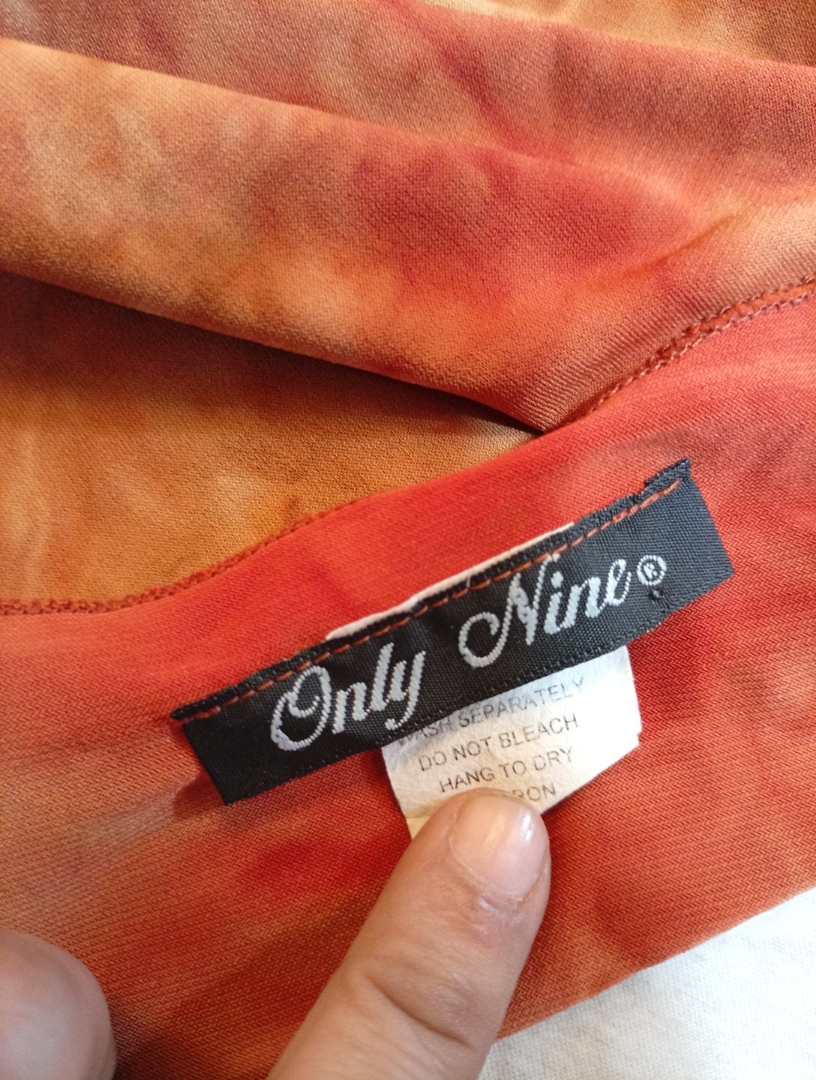 Only Nine®
WASH SEPARATELY
DO NOT BLEACH
HANG TO DRY